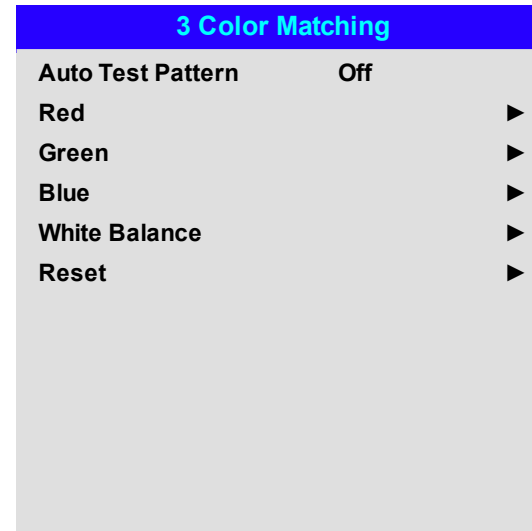 3 Color Matching
Auto Test Pattern Off
Red ►
Green ►
Blue ►
White Balance ►
Reset ►